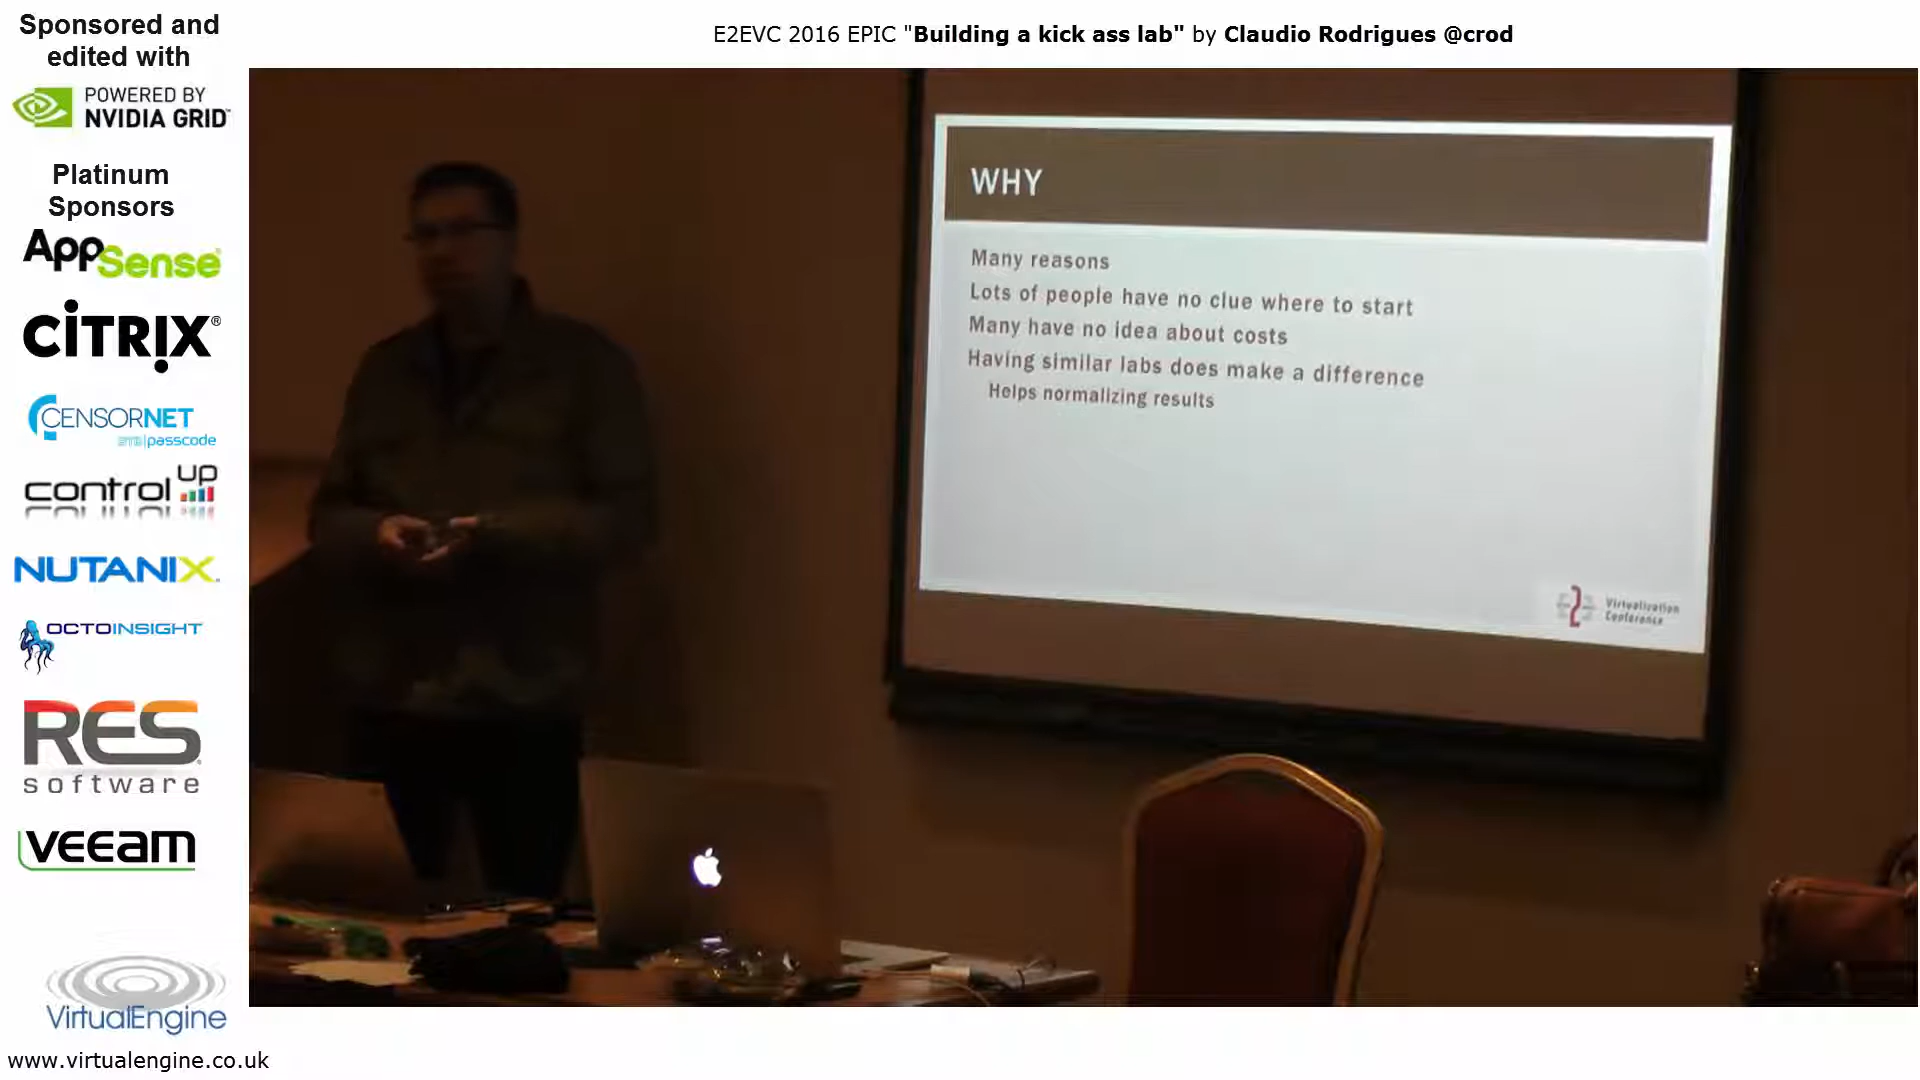 Sponsored and
edited with
E2EVC 2016 EPIC "Building a kick ass lab" by Claudio Rodrigues @crod
POWERED BY
NVIDIA GRID™
Platinum
Sponsors
AppSense®
CiTRIX®
CENSORNET
passcode
control UP
NUTANIX
OCTOINSIGHT
RES
software
veeam
VirtualEngine
www.virtualengine.co.uk
WHY
Many reasons
Lots of people have no clue where to start
Many have no idea about costs
Having similar labs does make a difference
Helps normalizing results
Virtualization
Conference